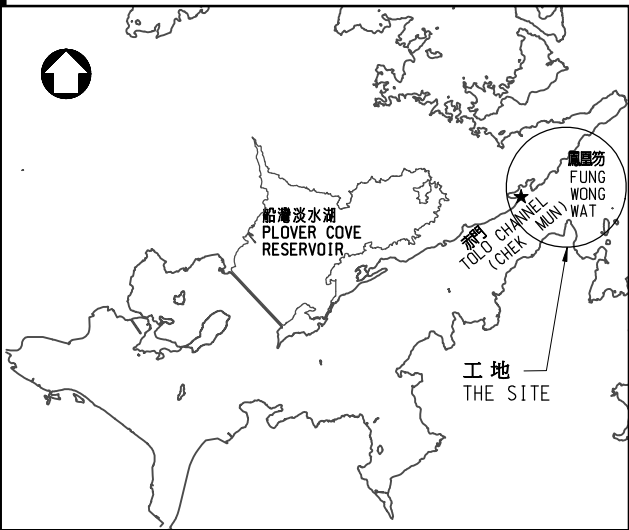 鳳凰笏
FUNG
WONG
WAT
船灣淡水湖
PLOVER COVE
RESERVOIR
赤門
TOLO CHANNEL
(CHEK MUN)
工地
THE SITE